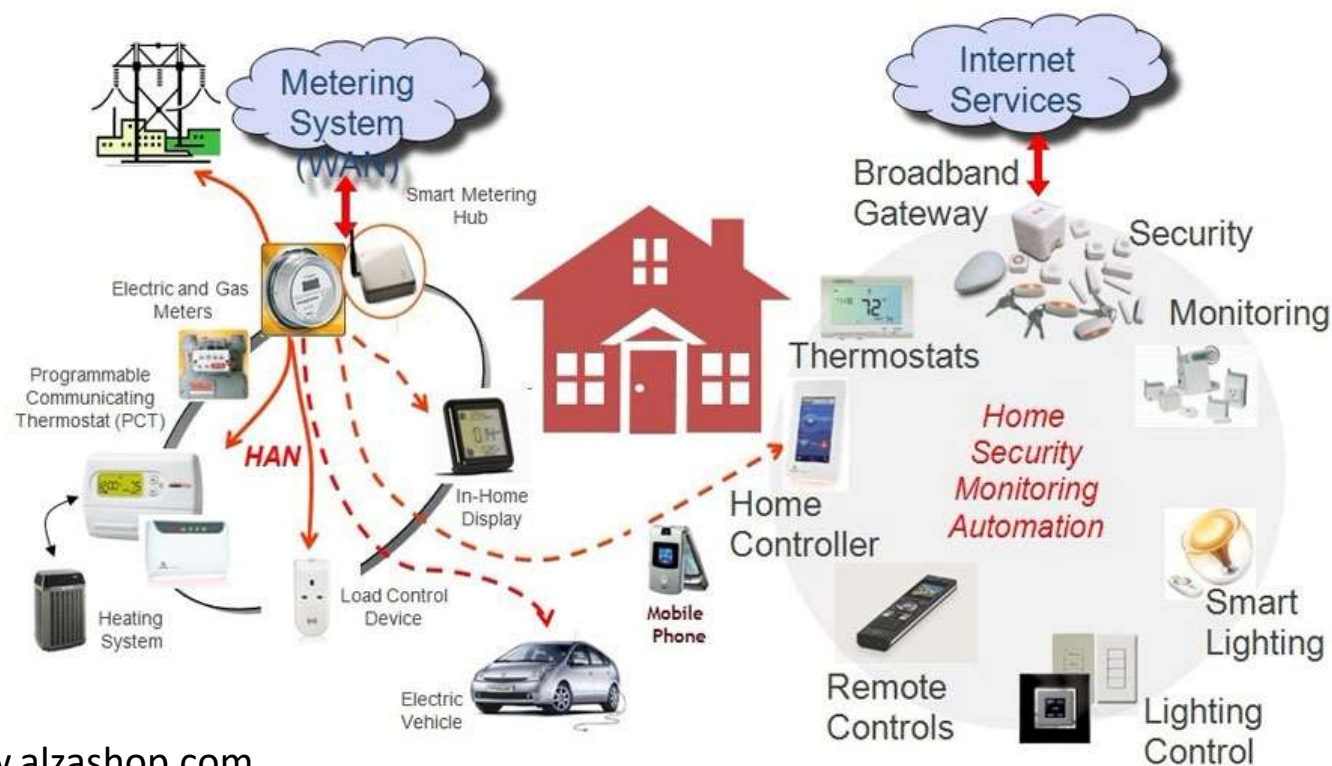 Metering
System
(WAN)
Smart Metering
Hub
Electric and Gas
Meters
Programmable
Communicating
Thermostat (PCT)
HAN
In-Home
Display
Heating
System
Load Control
Device
Electric
Vehicle
Mobile
Phone
Internet
Services
Broadband
Gateway
Security
Monitoring
Thermostats
72
Home
Security
Monitoring
Automation
Home
Controller
Smart
Lighting
Remote
Controls
Lighting
Control
.alzashop.com